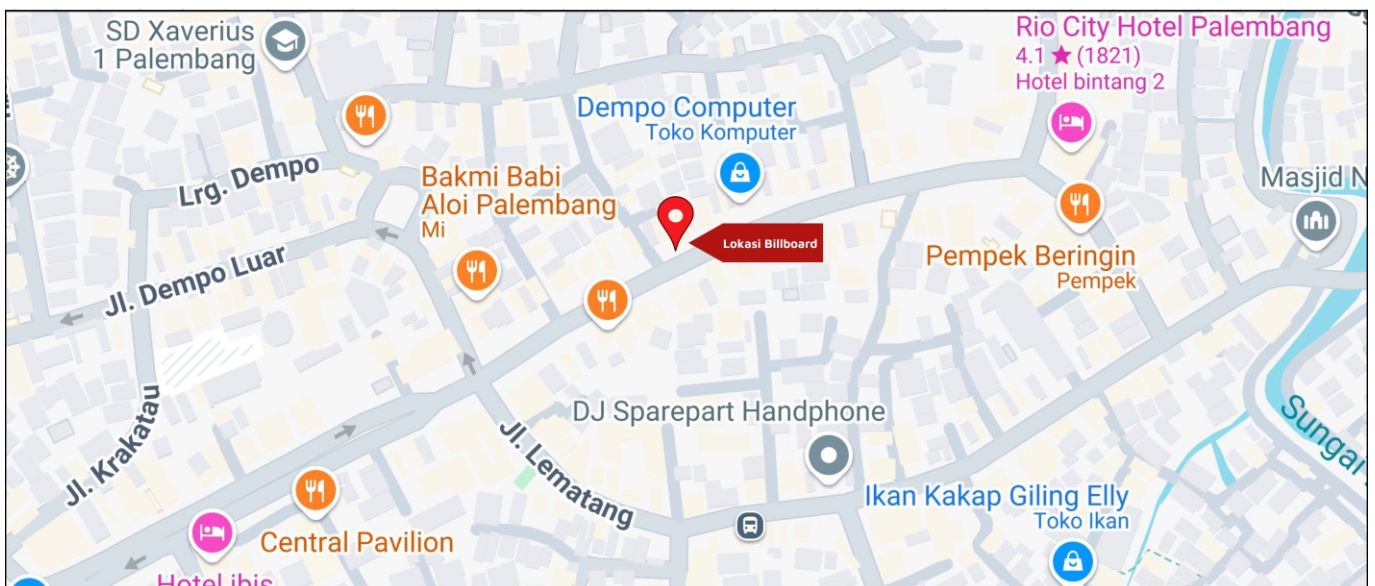 SD Xaverius
1 Palembang
Rio City Hotel Palembang
4.1 ★ (1821)
Hotel bintang 2
Dempo Computer
Toko Komputer
Lrg. Dempo
Bakmi Babi
Aloi Palembang
Mi
Masjid N
Lokasi Billboard
Jl. Dempo Luar
Pempek Beringin
Pempek
Jl. Krakatau
DJ Sparepart Handphone
Jl. Lematang
Sungai
Ikan Kakap Giling Elly
Toko Ikan
Central Pavilion
Hotel ibis